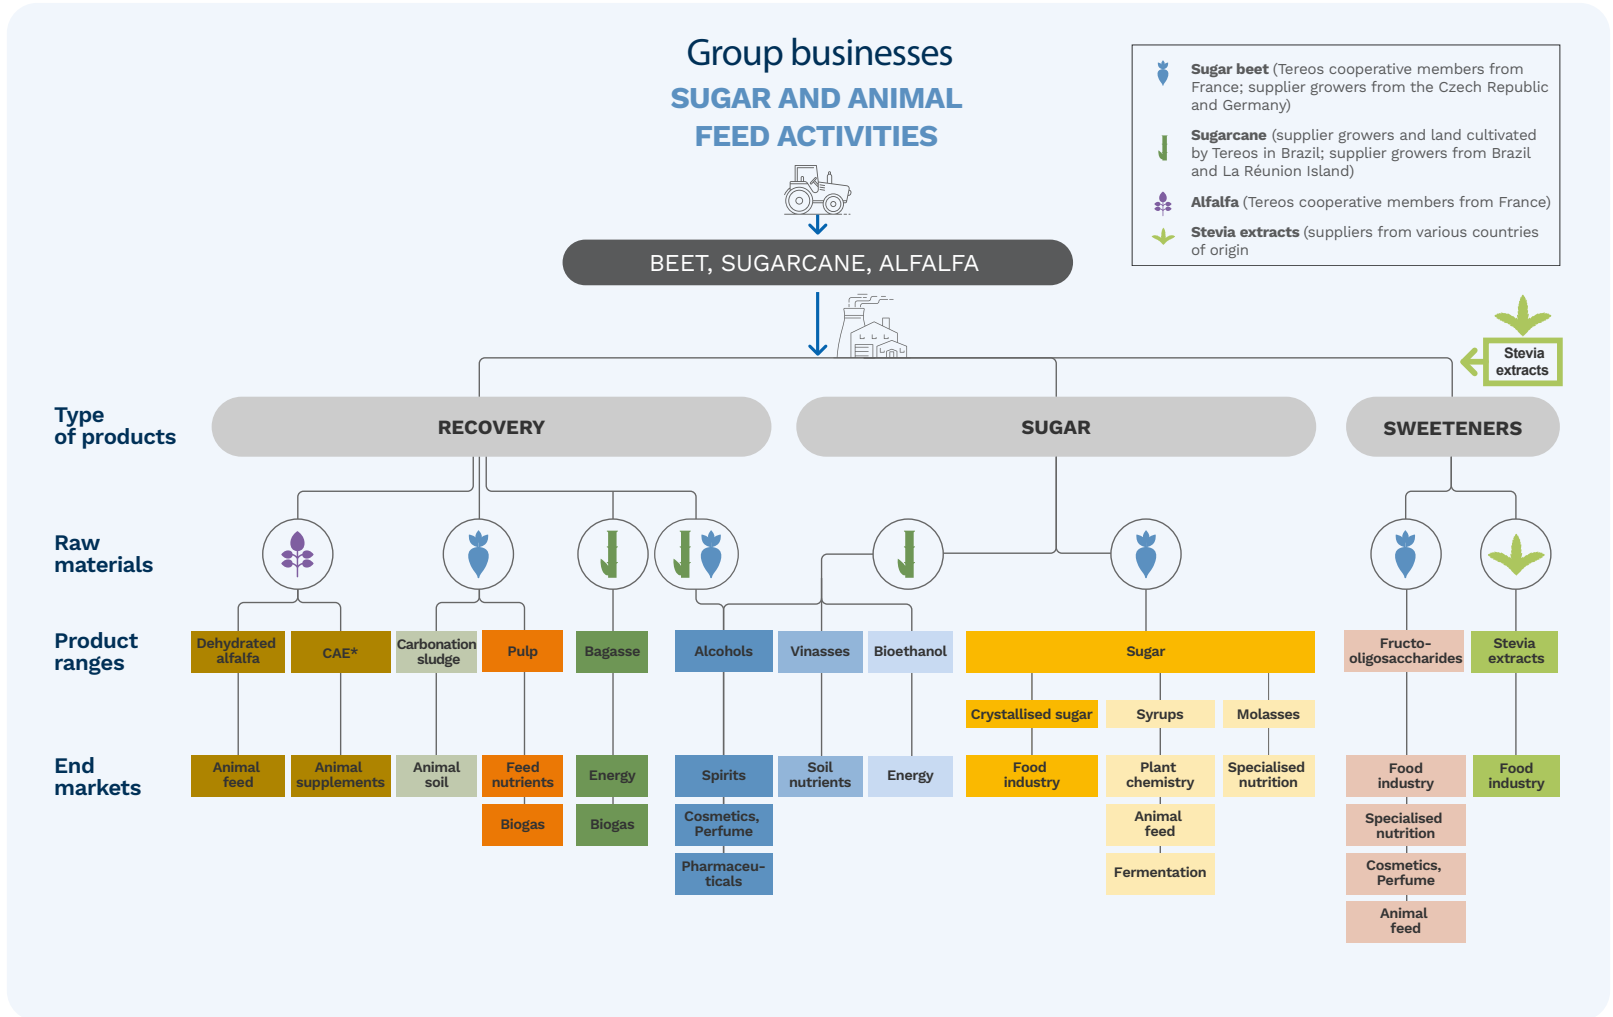 Group businesses
SUGAR AND ANIMAL
FEED ACTIVITIES
Sugar beet (Tereos cooperative members from
France; supplier growers from the Czech Republic
and Germany)
Sugarcane (supplier growers and land cultivated
by Tereos in Brazil; supplier growers from Brazil
and La Réunion Island)
Alfalfa (Tereos cooperative members from France)
Stevia extracts (suppliers from various countries
of origin
BEET, SUGARCANE, ALFALFA
Stevia
extracts
Type
of products
RECOVERY
SUGAR
SWEETENERS
Raw
materials
Product
ranges
Dehydrated
alfalfa
CAE*
Carbonation
sludge
Pulp
Bagasse
Alcohols
Vinasses
Bioethanol
Sugar
Fructo-
oligosaccharides
Stevia
extracts
Crystallised sugar
Syrups
Molasses
End
markets
Animal
feed
Animal
supplements
Animal
soil
Feed
nutrients
Energy
Spirits
Soil
nutrients
Energy
Food
industry
Plant
chemistry
Specialised
nutrition
Food
industry
Food
industry
Biogas
Biogas
Cosmetics,
Perfume
Animal
feed
Specialised
nutrition
Pharmaceu-
ticals
Fermentation
Cosmetics,
Perfume
Animal
feed